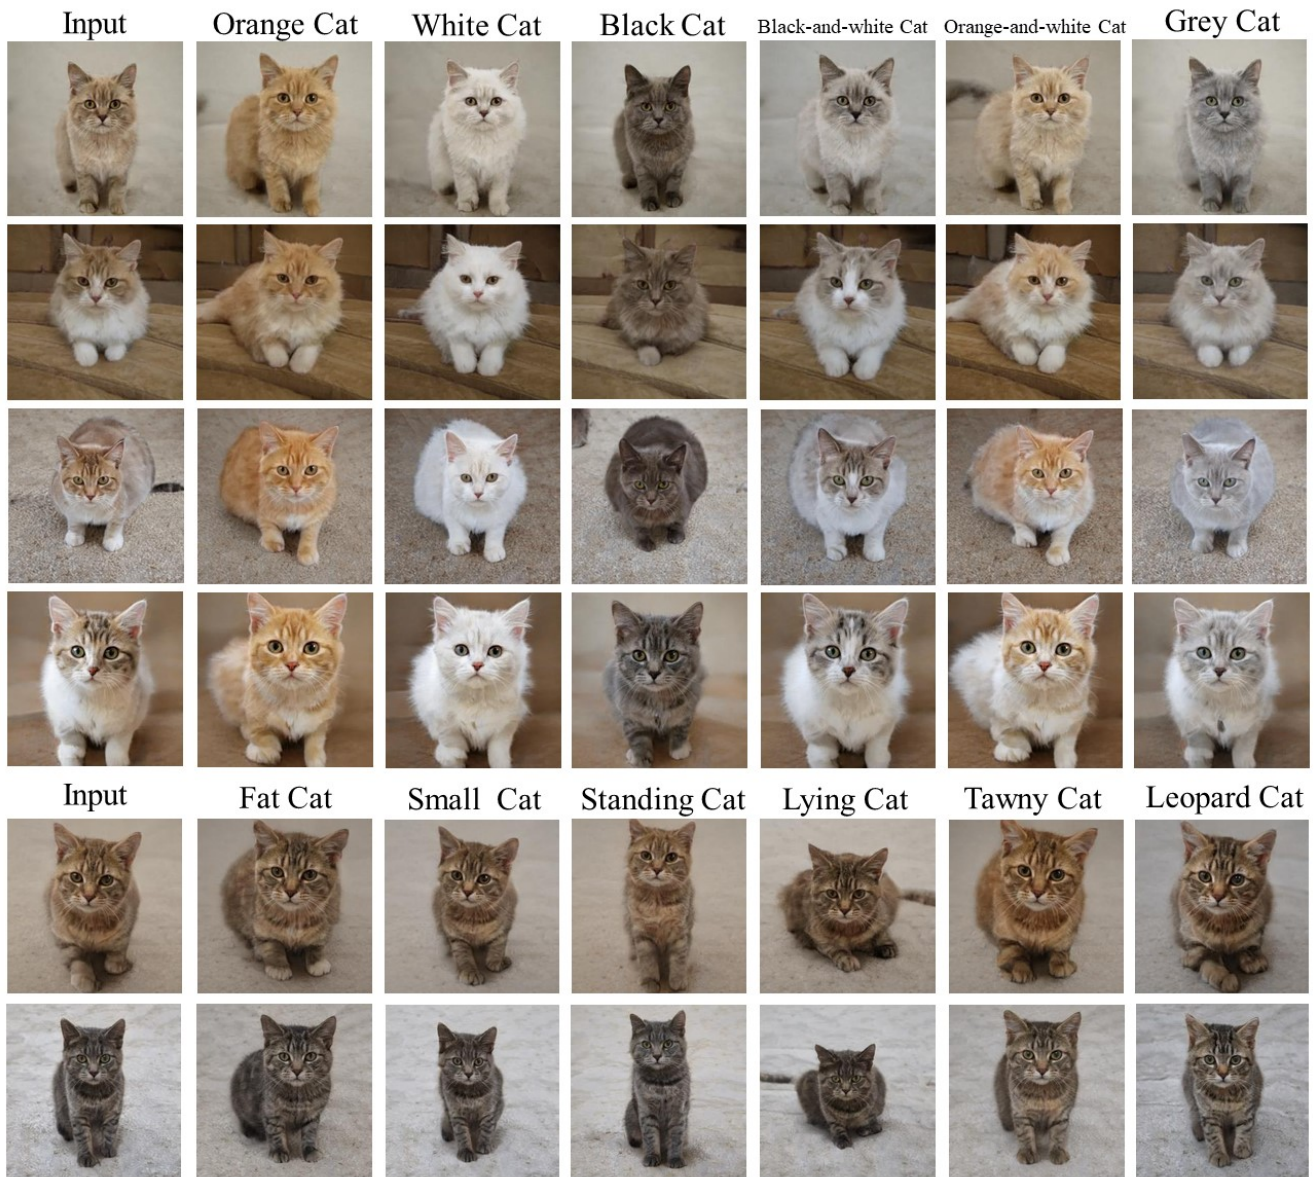 Input Orange Cat White Cat Black Cat Black-and-white Cat Orange-and-white Cat Grey Cat
Input Fat Cat Small Cat Standing Cat Lying Cat Tawny Cat Leopard Cat